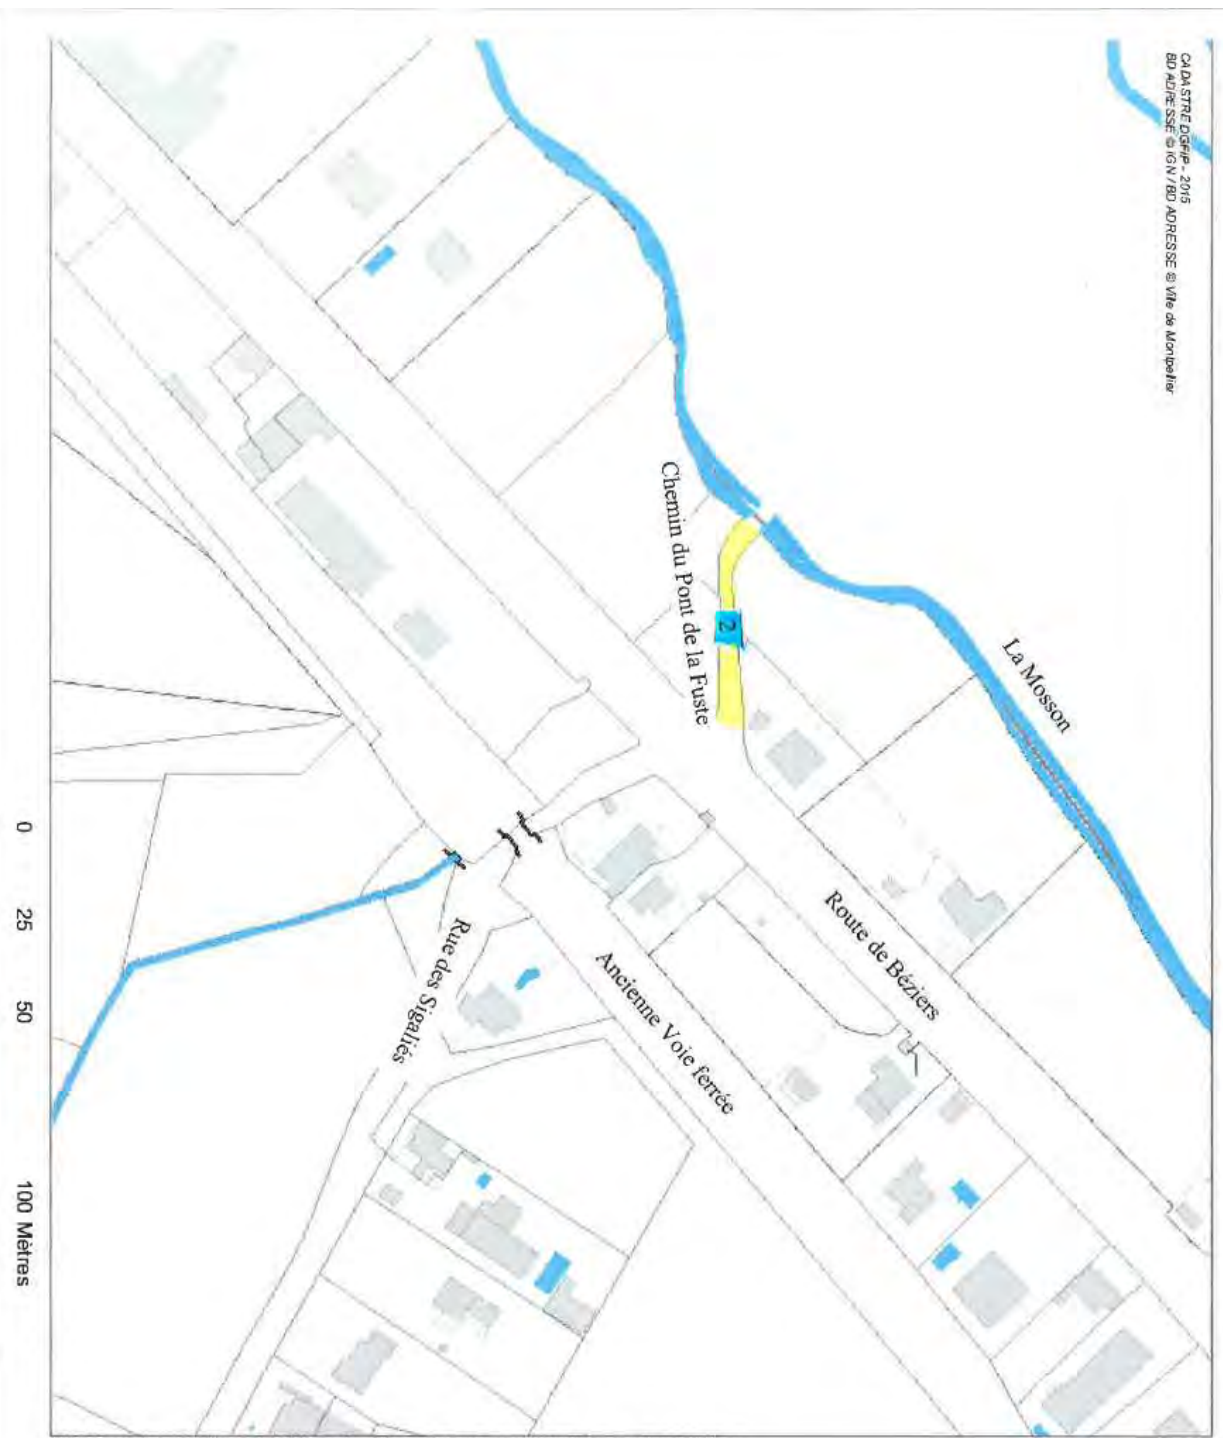 CADASTRE DGFIP - 2015
BD ADRESSE © IGN / BD ADRESSE © Ville de Montpellier
La Mosson
Chemin du Pont de la Fuste
2
Route de Béziers
Ancienne Voie ferrée
Rue des Sigaliès
0 25 50 100 Mètres